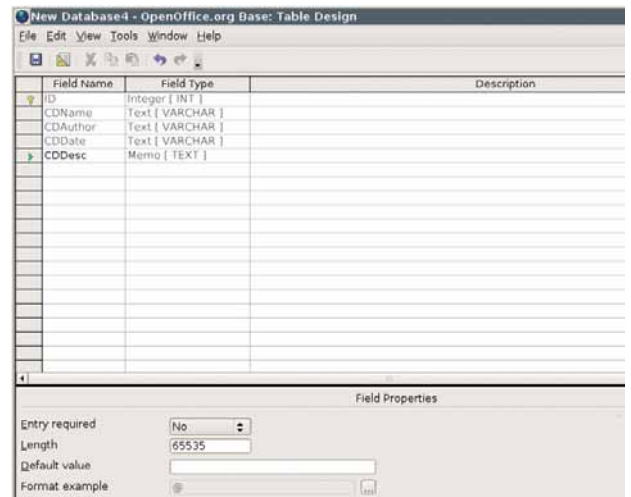 New Database4 - OpenOffice.org Base: Table Design
File Edit View Tools Window Help
Field Name Field Type Description
ID Integer [ INT ]
CDName Text [ VARCHAR ]
CDAuthor Text [ VARCHAR ]
CDDate Text [ VARCHAR ]
CDDesc Memo [ TEXT ]
Field Properties
Entry required No
Length 65535
Default value
Format example @ ...